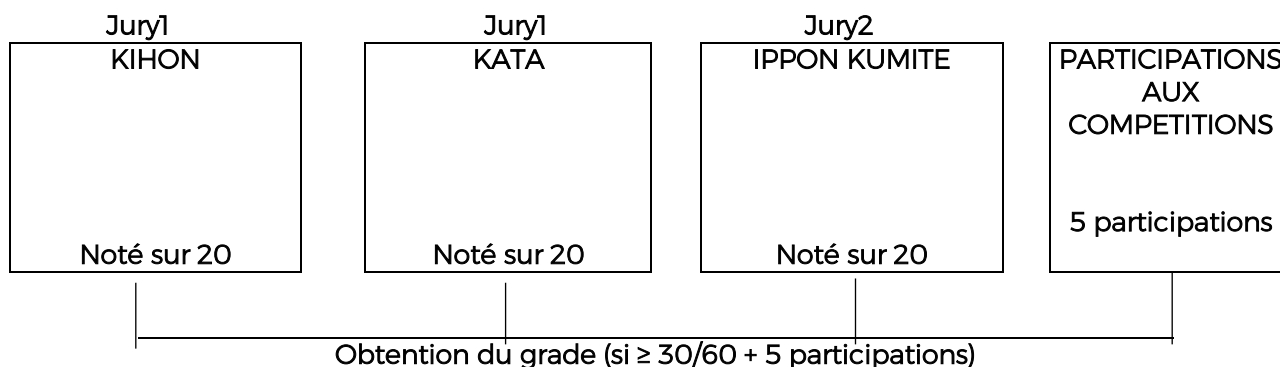 Jury1
KIHON
Noté sur 20
Jury1
KATA
Noté sur 20
Jury2
IPPON KUMITE
Noté sur 20
PARTICIPATIONS
AUX
COMPETITIONS
5 participations
Obtention du grade (si ≥ 30/60 + 5 participations)